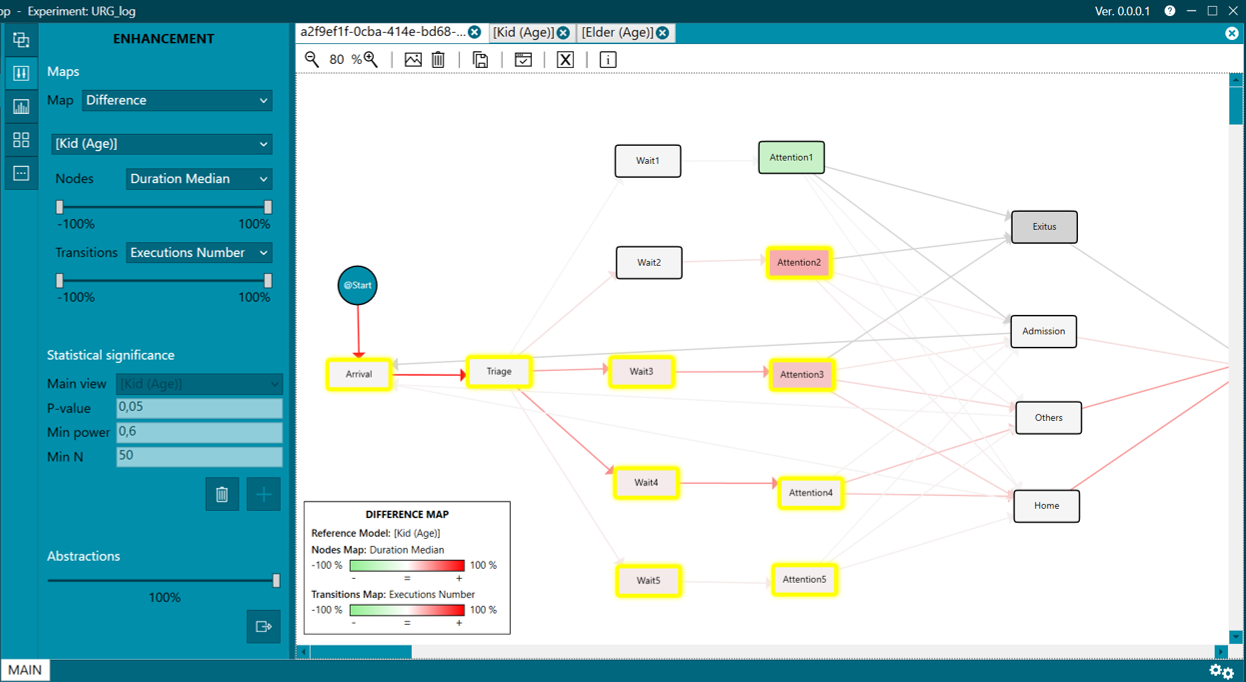 op - Experiment: URG_log
Ver. 0.0.0.1
ENHANCEMENT
Maps
Map Difference
[Kid (Age)]
Nodes Duration Median
-100% 100%
Transitions Executions Number
-100% 100%
Statistical significance
Main view [Kid (Age)]
P-value 0,05
Min power 0,6
Min N 50
Abstractions
100%
MAIN
a2f9ef1f-0cba-414e-bd68-... [Kid (Age)] [Elder (Age)]
80 %
@Start
Arrival
Triage
Wait1
Wait2
Wait3
Wait4
Wait5
Attention1
Attention2
Attention3
Attention4
Attention5
Exitus
Admission
Others
Home
DIFFERENCE MAP
Reference Model: [Kid (Age)]
Nodes Map: Duration Median
-100 % 100 %
- = +
Transitions Map: Executions Number
-100 % 100 %
- = +